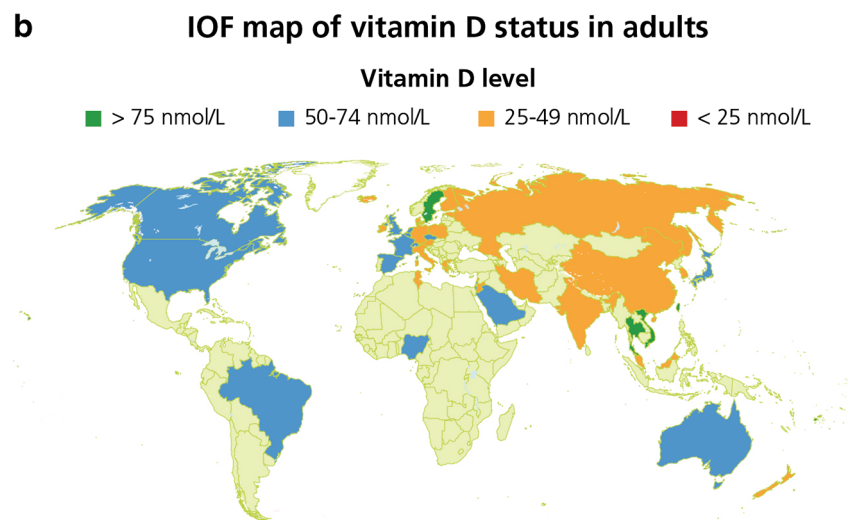 b
IOF map of vitamin D status in adults
Vitamin D level
> 75 nmol/L 50-74 nmol/L 25-49 nmol/L < 25 nmol/L